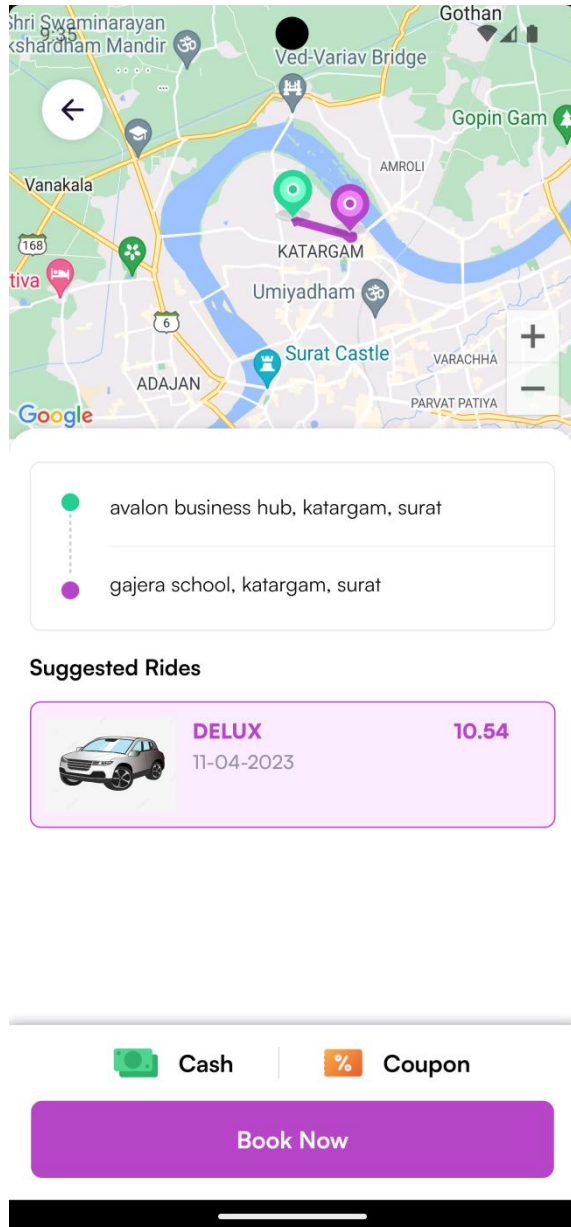 Shri Swaminarayan
kshardham Mandir
9:35
Gothan
Ved-Variav Bridge
Gopin Gam
AMROLI
Vanakala
168
KATARGAM
tiva
Umiyadham
6
Surat Castle
VARACHHA
ADAJAN
PARVAT PATIYA
+
−
Google
avalon business hub, katargam, surat
gajera school, katargam, surat
Suggested Rides
DELUX
10.54
11-04-2023
Cash
% Coupon
Book Now